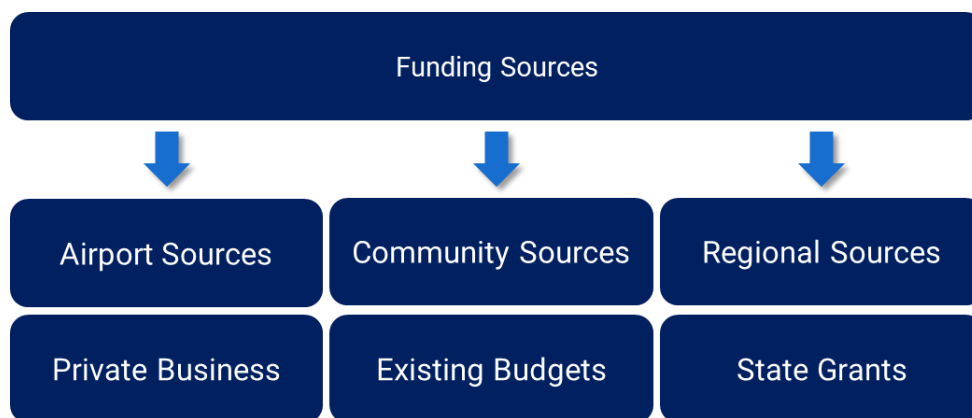 Funding Sources
Airport Sources
Community Sources
Regional Sources
Private Business
Existing Budgets
State Grants